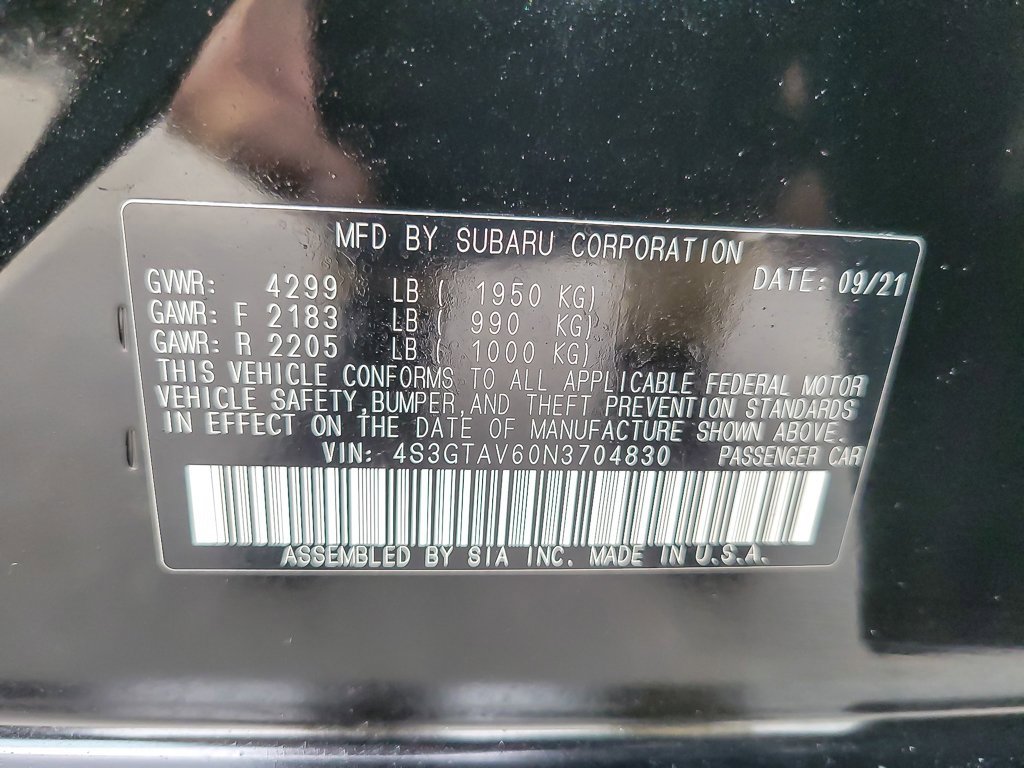 MFD BY SUBARU CORPORATION
DATE: 09/21
GVWR: 4299 LB ( 1950 KG)
GAWR: F 2183 LB ( 990 KG)
GAWR: R 2205 LB ( 1000 KG)
THIS VEHICLE CONFORMS TO ALL APPLICABLE FEDERAL MOTOR
VEHICLE SAFETY,BUMPER,AND THEFT PREVENTION STANDARDS
IN EFFECT ON THE DATE OF MANUFACTURE SHOWN ABOVE.
VIN: 4S3GTAV60N3704830 PASSENGER CAR
ASSEMBLED BY SIA INC. MADE IN U.S.A.